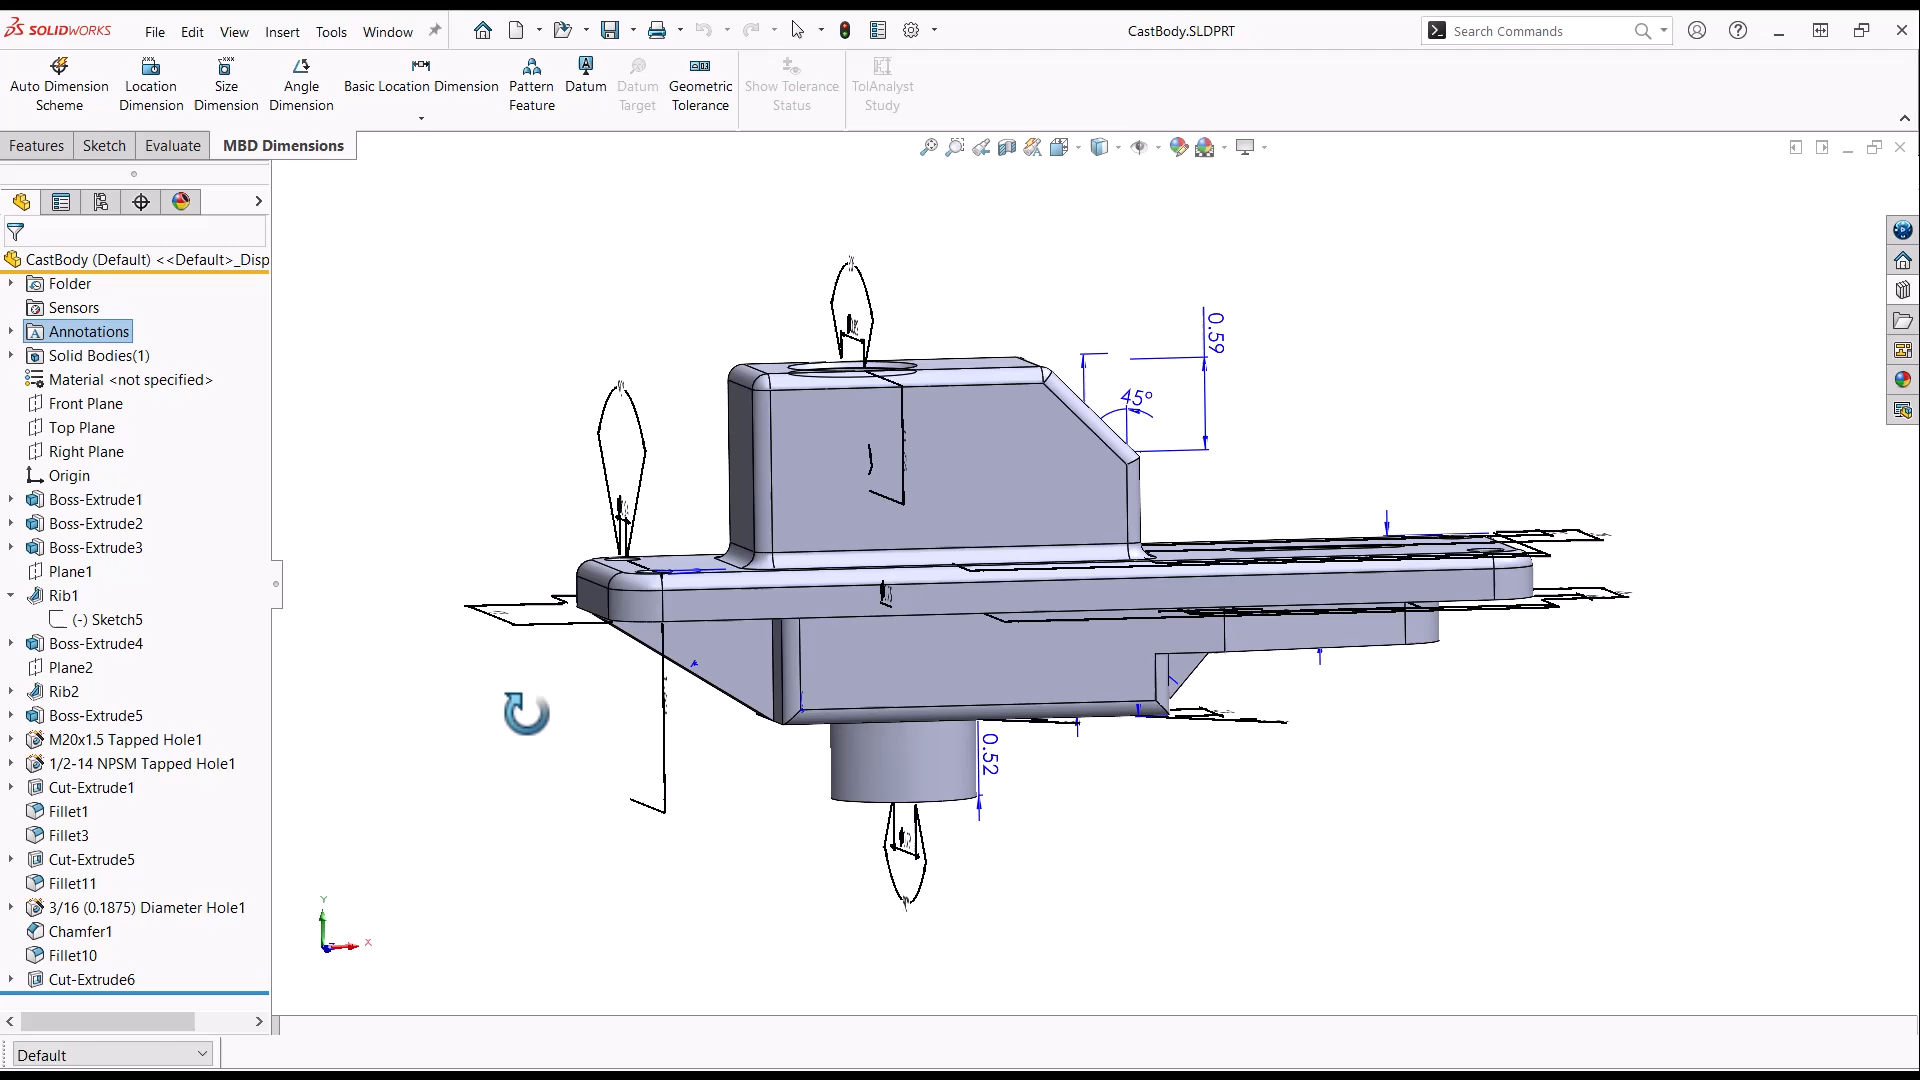 SOLIDWORKS
File Edit View Insert Tools Window
CastBody.SLDPRT
Search Commands
Auto Dimension Scheme
Location Dimension
Size Dimension
Angle Dimension
Basic Location Dimension
Pattern Feature
Datum
Datum Target
Geometric Tolerance
Show Tolerance Status
TolAnalyst Study
Features Sketch Evaluate MBD Dimensions
CastBody (Default) <<Default>_Disp
Folder
Sensors
Annotations
Solid Bodies(1)
Material <not specified>
Front Plane
Top Plane
Right Plane
Origin
Boss-Extrude1
Boss-Extrude2
Boss-Extrude3
Plane1
Rib1
(-) Sketch5
Boss-Extrude4
Plane2
Rib2
Boss-Extrude5
M20x1.5 Tapped Hole1
1/2-14 NPSM Tapped Hole1
Cut-Extrude1
Fillet1
Fillet3
Cut-Extrude5
Fillet11
3/16 (0.1875) Diameter Hole1
Chamfer1
Fillet10
Cut-Extrude6
Default
0.59
45°
0.52
Y
X